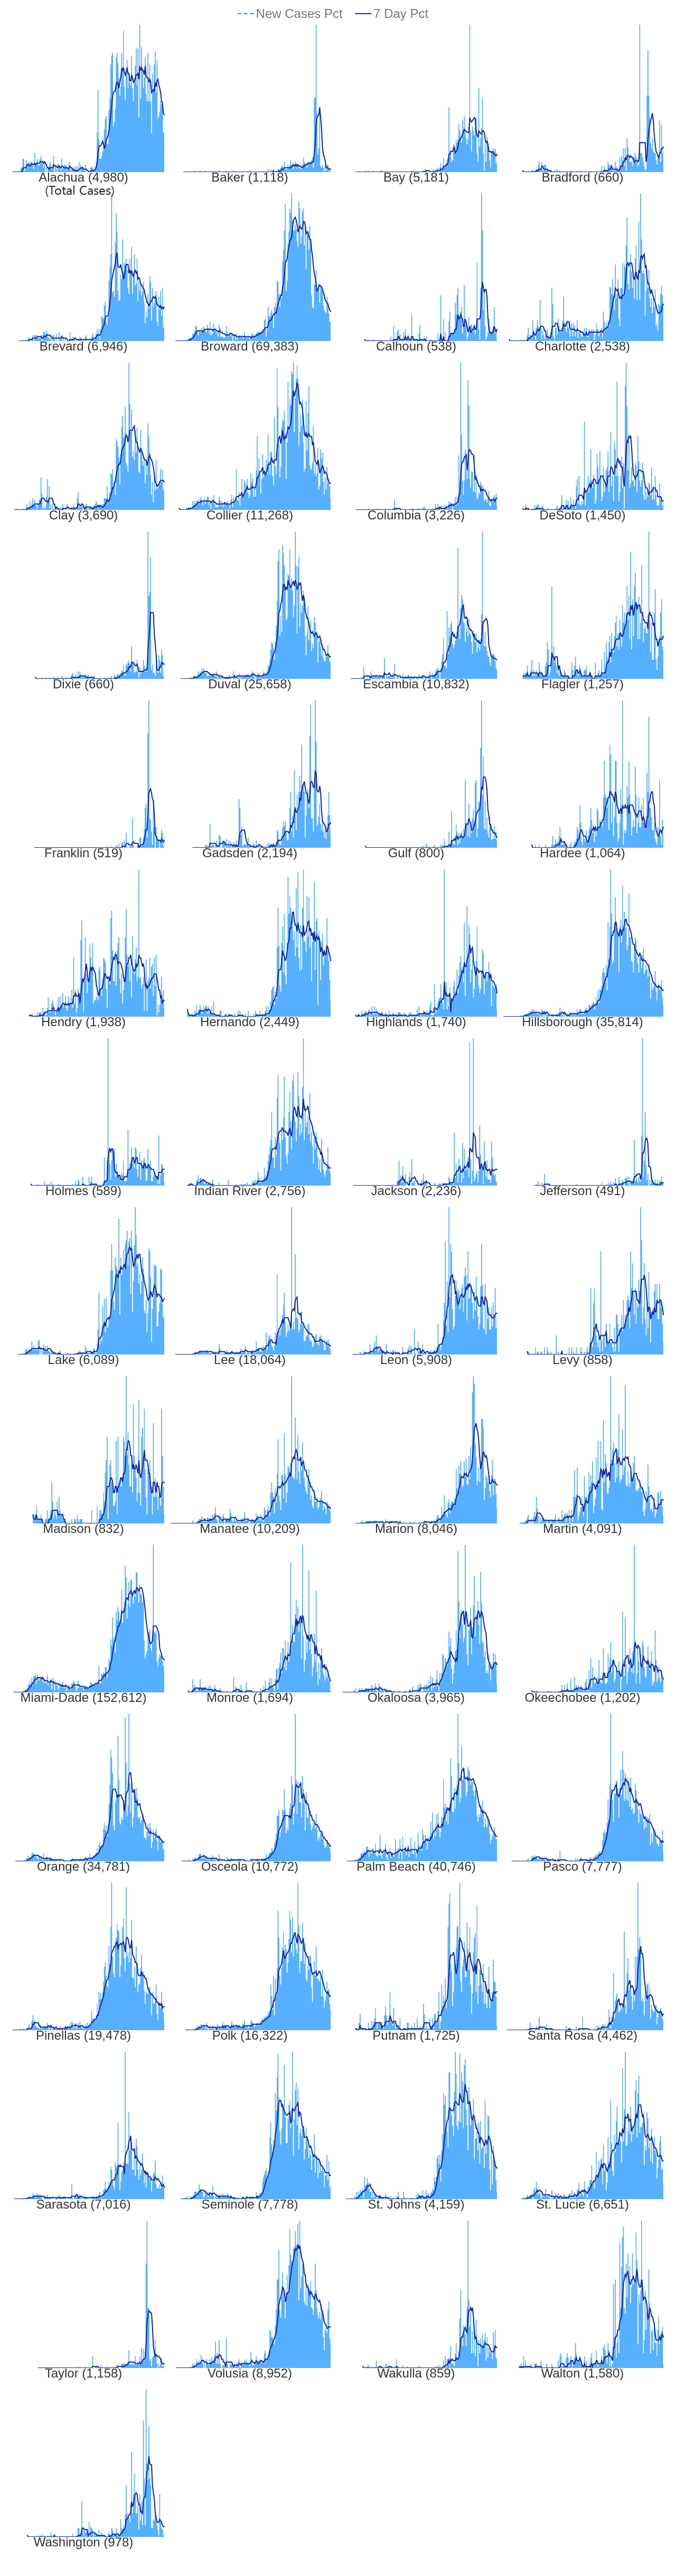 New Cases Pct 7 Day Pct
Alachua (4,980) Baker (1,118) Bay (5,181) Bradford (660)
(Total Cases)
Brevard (6,946) Broward (69,383) Calhoun (538) Charlotte (2,538)
Clay (3,690) Collier (11,268) Columbia (3,226) DeSoto (1,450)
Dixie (660) Duval (25,658) Escambia (10,832) Flagler (1,257)
Franklin (519) Gadsden (2,194) Gulf (800) Hardee (1,064)
Hendry (1,938) Hernando (2,449) Highlands (1,740) Hillsborough (35,814)
Holmes (589) Indian River (2,756) Jackson (2,236) Jefferson (491)
Lake (6,089) Lee (18,064) Leon (5,908) Levy (858)
Madison (832) Manatee (10,209) Marion (8,046) Martin (4,091)
Miami-Dade (152,612) Monroe (1,694) Okaloosa (3,965) Okeechobee (1,202)
Orange (34,781) Osceola (10,772) Palm Beach (40,746) Pasco (7,777)
Pinellas (19,478) Polk (16,322) Putnam (1,725) Santa Rosa (4,462)
Sarasota (7,016) Seminole (7,778) St. Johns (4,159) St. Lucie (6,651)
Taylor (1,158) Volusia (8,952) Wakulla (859) Walton (1,580)
Washington (978)